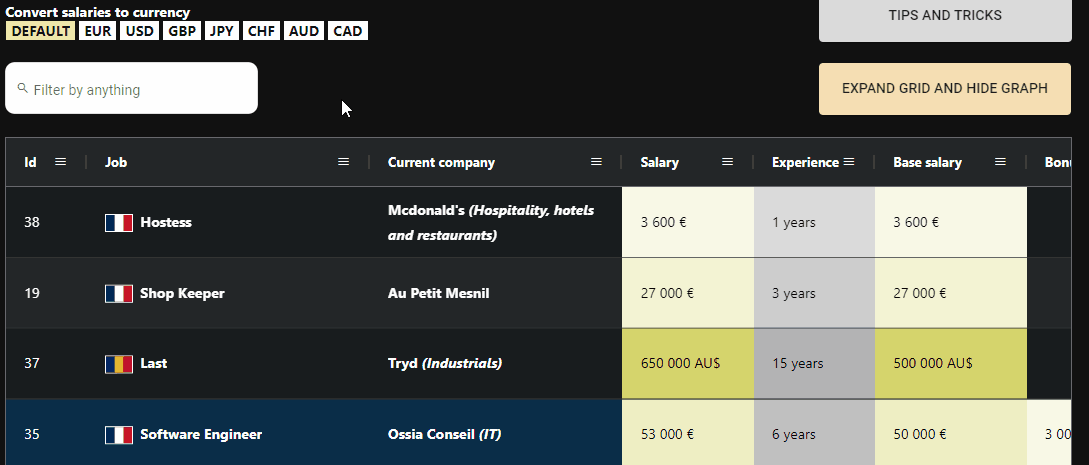 Convert salaries to currency
DEFAULT EUR USD GBP JPY CHF AUD CAD
TIPS AND TRICKS
Filter by anything
EXPAND GRID AND HIDE GRAPH
Id Job Current company Salary Experience Base salary Bonu
38 Hostess Mcdonald's (Hospitality, hotels
and restaurants) 3 600 € 1 years 3 600 €
19 Shop Keeper Au Petit Mesnil 27 000 € 3 years 27 000 €
37 Last Tryd (Industrials) 650 000 AU$ 15 years 500 000 AU$
35 Software Engineer Ossia Conseil (IT) 53 000 € 6 years 50 000 € 3 00